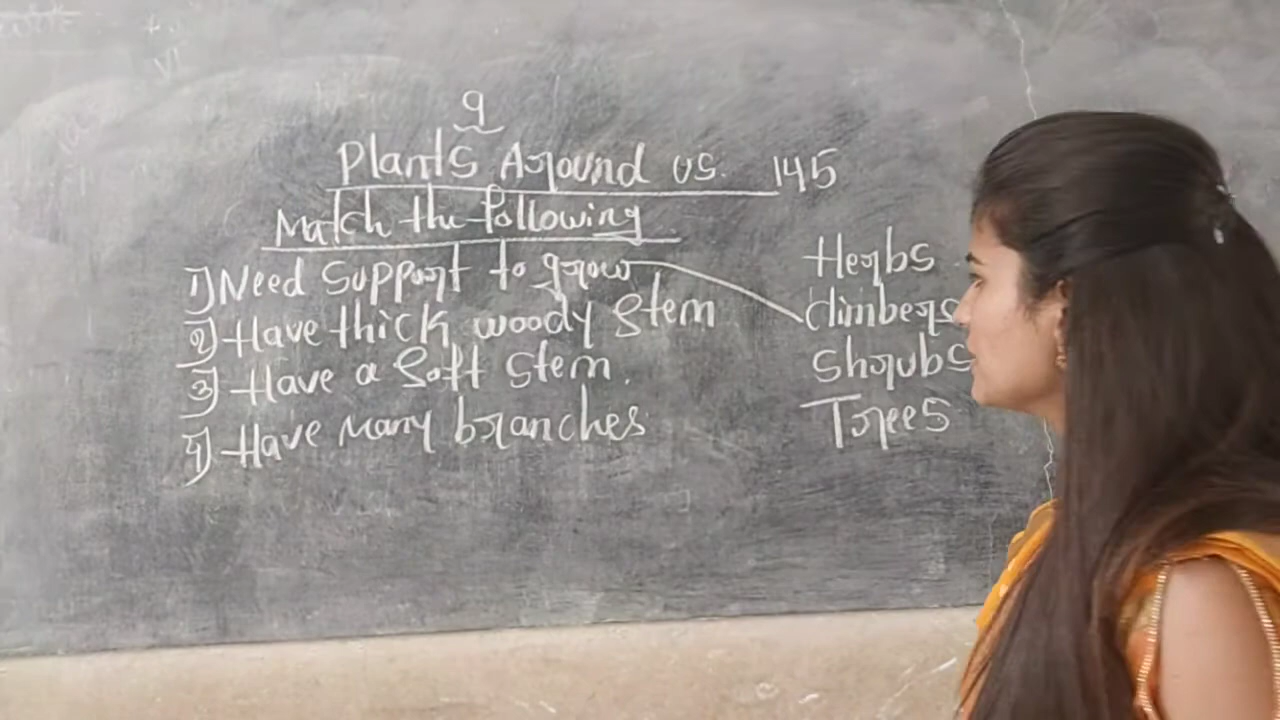 9
Plants Around us. 145
Match the following
1) Need support to grow
Herbs
2) Have thick woody stem
climbers
3) Have a soft stem.
Shrubs
4) Have many branches
Trees